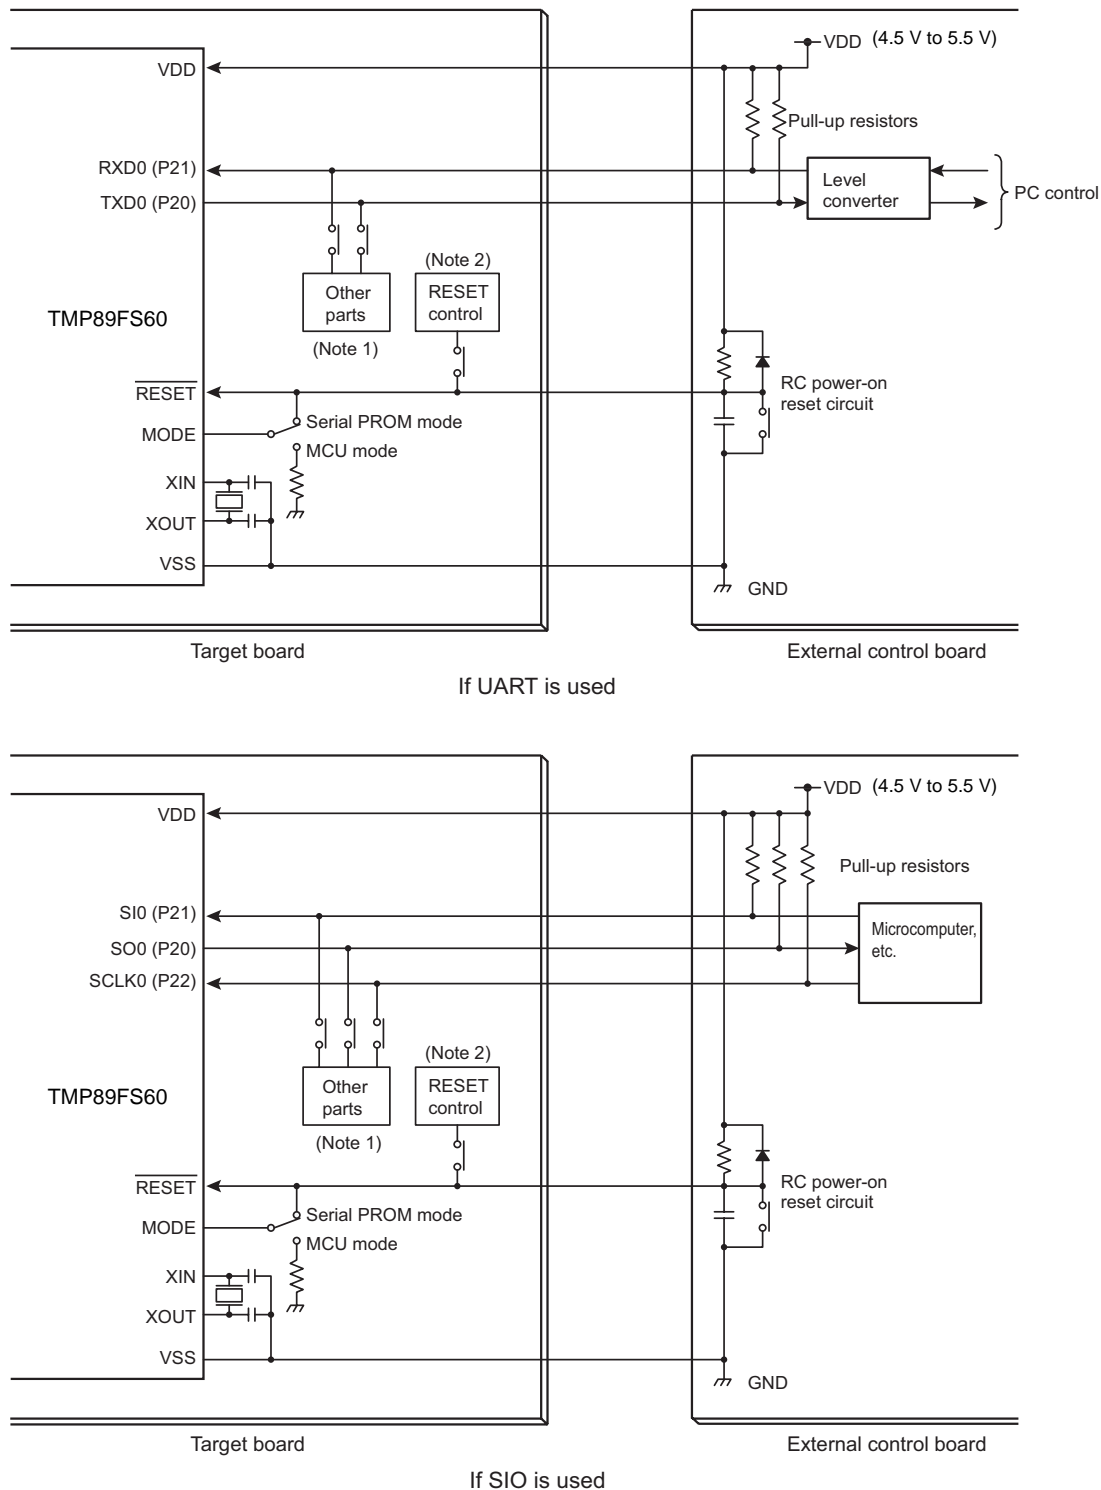 VDD (4.5 V to 5.5 V)
VDD
Pull-up resistors
RXD0 (P21)
TXD0 (P20)
Level
converter
PC control
(Note 2)
Other
parts
RESET
control
TMP89FS60
(Note 1)
RESET
RC power-on
reset circuit
Serial PROM mode
MODE
MCU mode
XIN
XOUT
VSS
GND
Target board
External control board
If UART is used
VDD (4.5 V to 5.5 V)
VDD
Pull-up resistors
SI0 (P21)
SO0 (P20)
SCLK0 (P22)
Microcomputer,
etc.
(Note 2)
Other
parts
RESET
control
TMP89FS60
(Note 1)
RESET
RC power-on
reset circuit
Serial PROM mode
MODE
MCU mode
XIN
XOUT
VSS
GND
Target board
External control board
If SIO is used